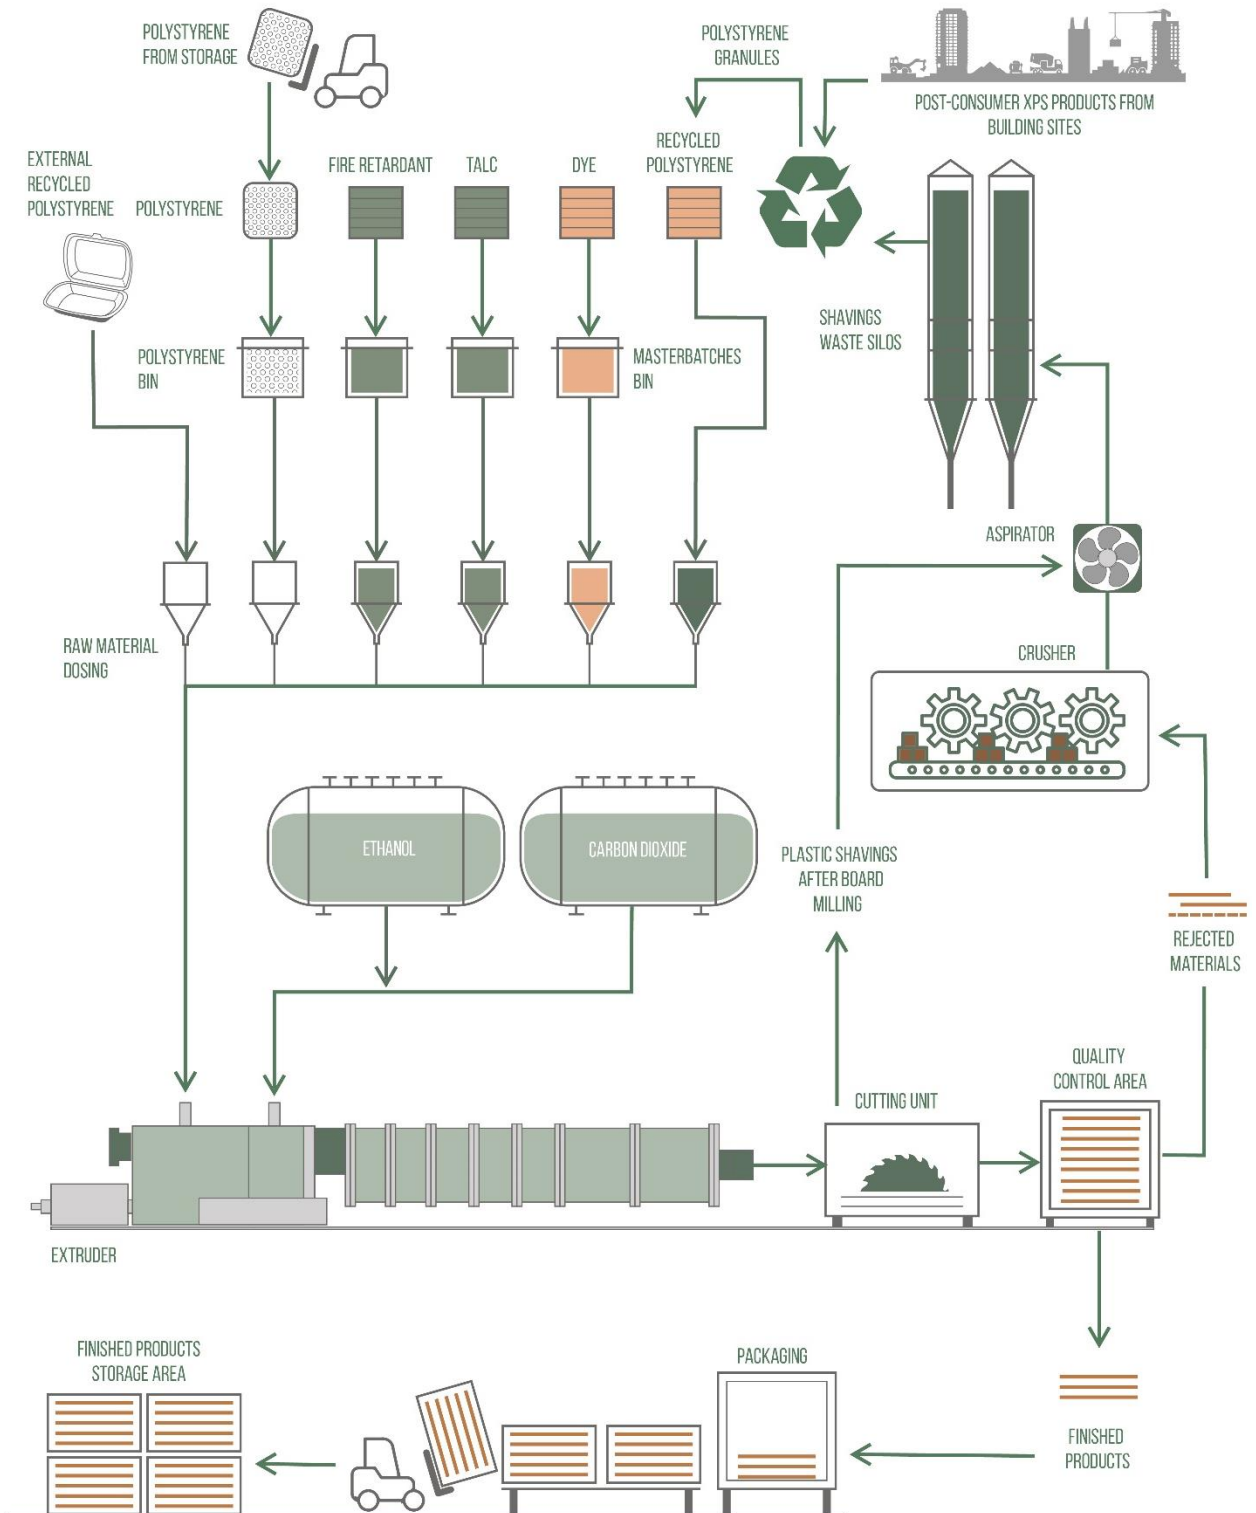 POLYSTYRENE
FROM STORAGE
POLYSTYRENE
GRANULES
POST-CONSUMER XPS PRODUCTS FROM
BUILDING SITES
EXTERNAL
RECYCLED
POLYSTYRENE
POLYSTYRENE
FIRE RETARDANT
TALC
DYE
RECYCLED
POLYSTYRENE
POLYSTYRENE
BIN
MASTERBATCHES
BIN
SHAVINGS
WASTE SILOS
ASPIRATOR
RAW MATERIAL
DOSING
CRUSHER
ETHANOL
CARBON DIOXIDE
PLASTIC SHAVINGS
AFTER BOARD
MILLING
REJECTED
MATERIALS
QUALITY
CONTROL AREA
CUTTING UNIT
EXTRUDER
FINISHED PRODUCTS
STORAGE AREA
PACKAGING
FINISHED
PRODUCTS